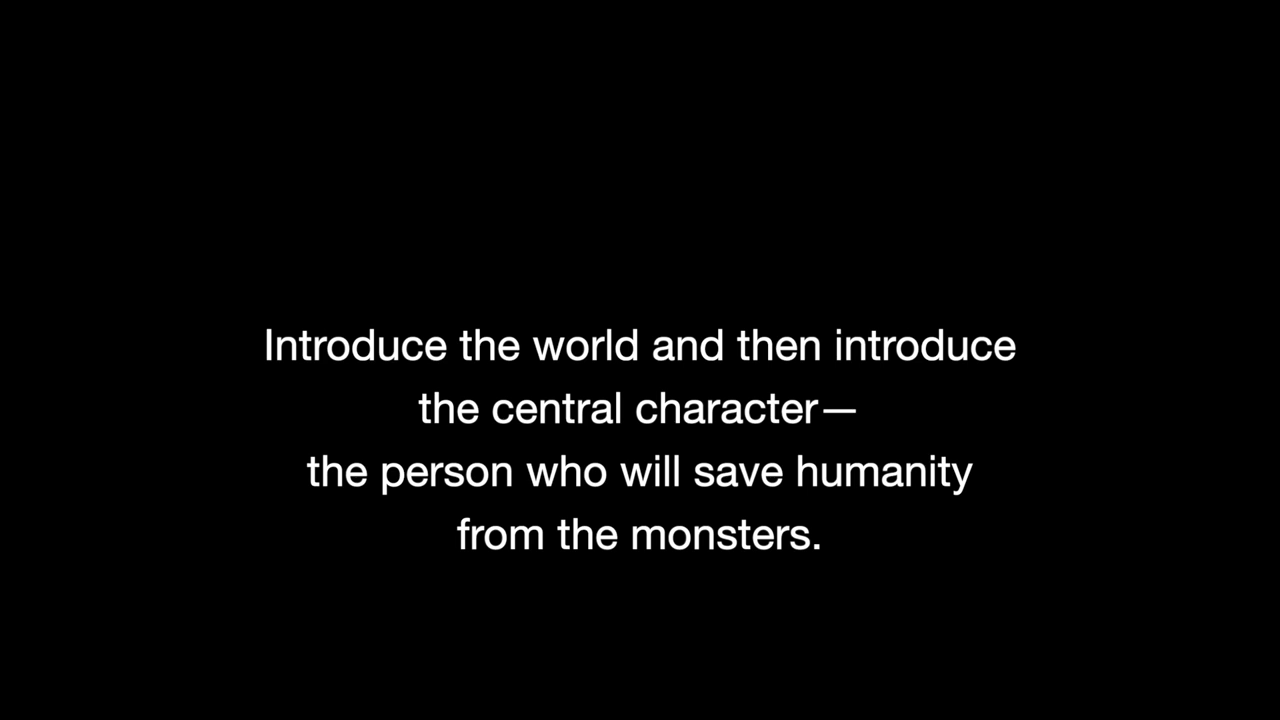 Introduce the world and then introduce
the central character—
the person who will save humanity
from the monsters.